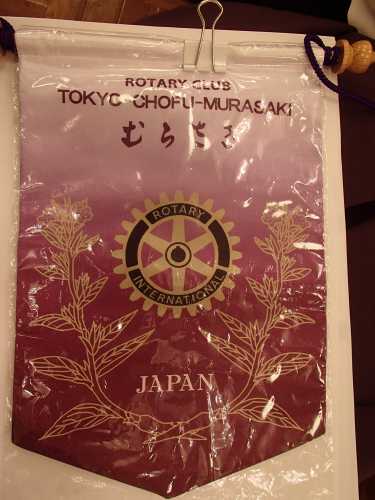 ROTARY CLUB
TOKYO CHOFU-MURASAKI
むらさき
ROTARY
INTERNATIONAL
JAPAN